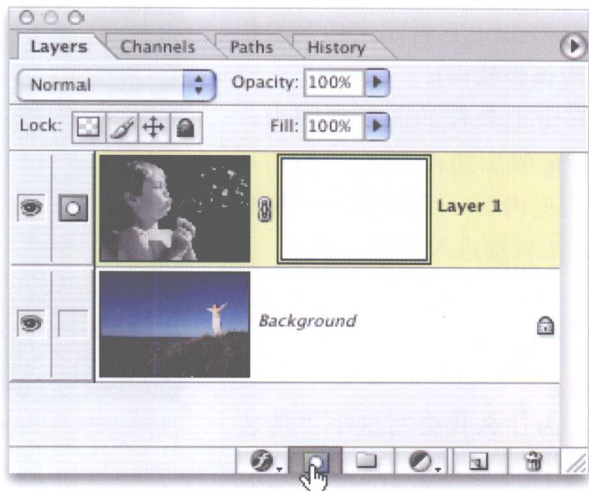 Layers Channels Paths History
Normal Opacity: 100%
Lock: Fill: 100%
Layer 1
Background